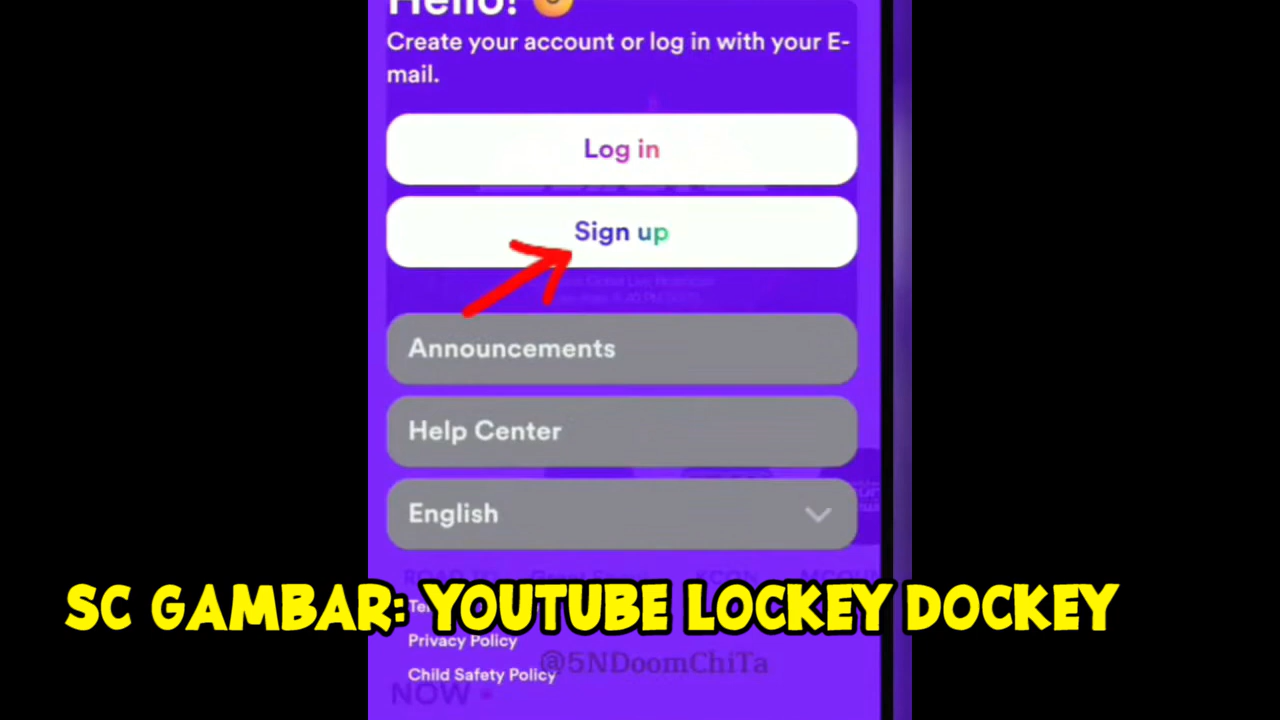 Hello!
Create your account or log in with your E-
mail.
Log in
Sign up
Announcements
Help Center
English
SC GAMBAR: YOUTUBE LOCKEY DOCKEY
Privacy Policy
@5NDoomChiTa
Child Safety Policy
NOW